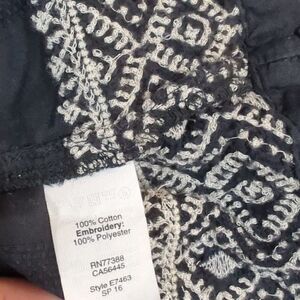 100% Cotton
Embroidery:
100% Polyester
RN77388
CA56445
Style E7463
SP 16